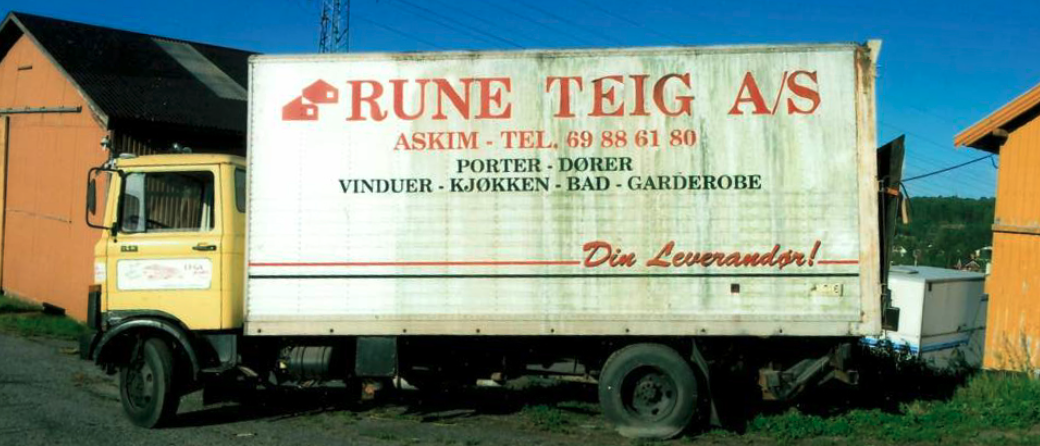 RUNE TEIG A/S
ASKIM - TEL. 69 88 61 80
PORTER - DØRER
VINDUER - KJØKKEN - BAD - GARDEROBE
Din Leverandør!